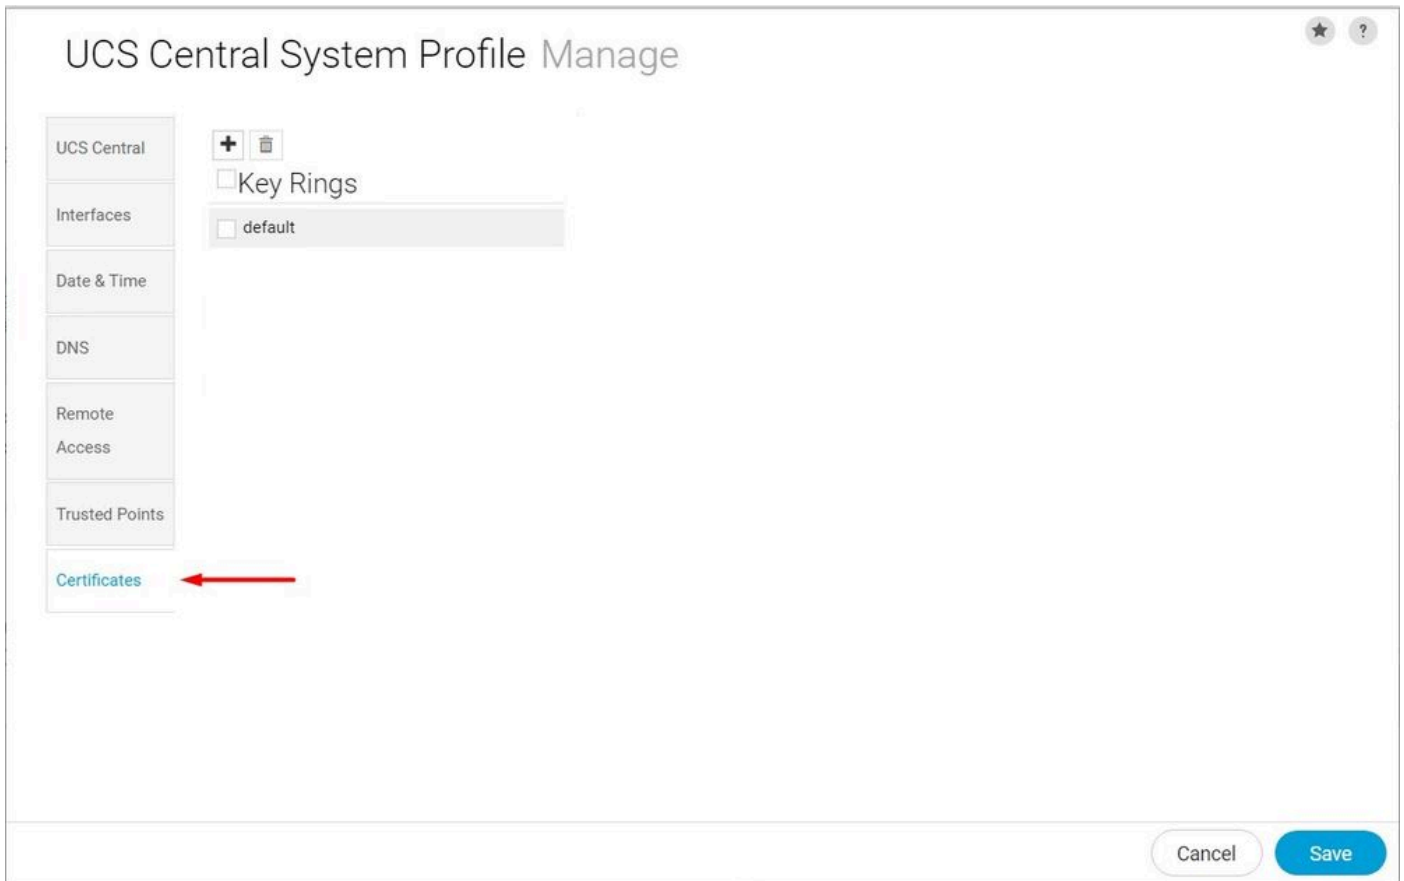 UCS Central System Profile Manage
?
UCS Central
Interfaces
Date & Time
DNS
Remote
Access
Trusted Points
Certificates
Key Rings
default
Cancel
Save